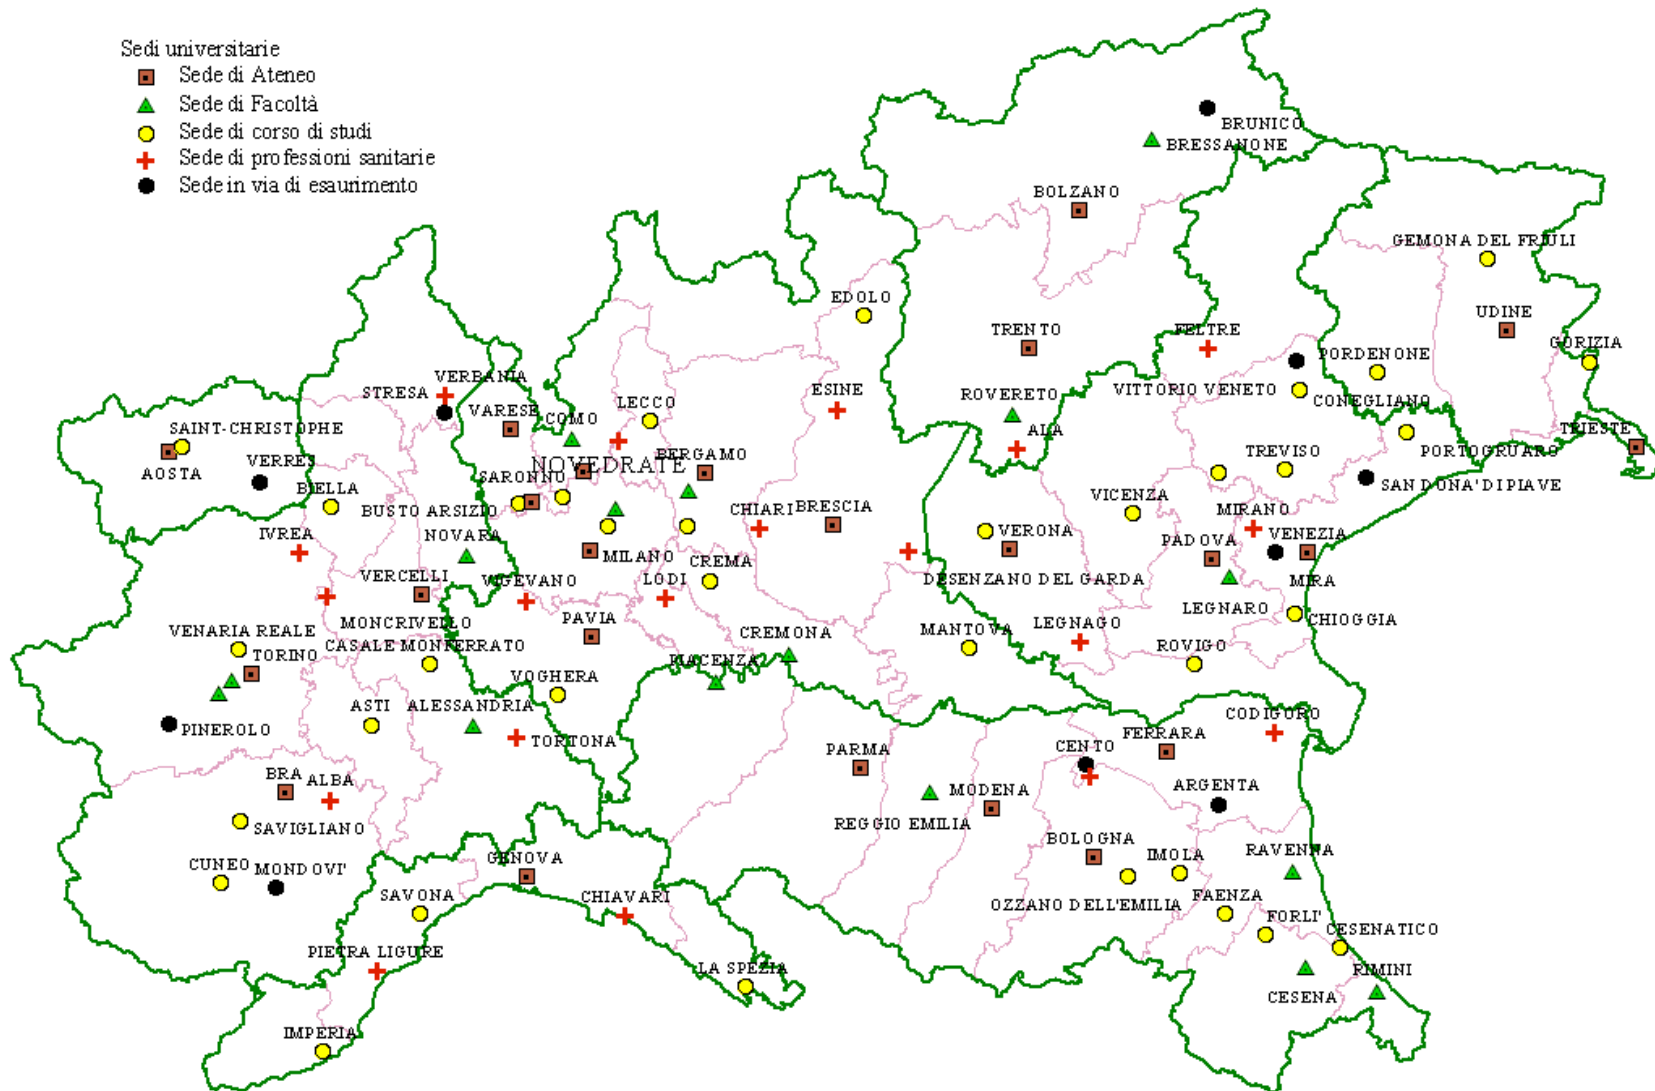 Sedi universitarie
Sede di Ateneo
Sede di Facoltà
Sede di corso di studi
Sede di professioni sanitarie
Sede in via di esaurimento
BRUNICO
BRESSANONE
BOLZANO
GEMONA DEL FRIULI
EDOLO
UDINE
TRENTO
FELTRE
GORIZIA
PORDENONE
VERBANIA
STRESA
ESINE
ROVERETO
VITTORIO VENETO
CONEGLIANO
VARESE
COMO
LECCO
SAINT-CHRISTOPHE
ALA
TRIESTE
AOSTA
VERRES
NOVEDRATE
BERGAMO
TREVISO
PORTOGRUARO
SARONNO
SAN DONA' DI PIAVE
BIELLA
BUSTO ARSIZIO
VICENZA
CHIARI
BRESCIA
MIRANO
IVREA
NOVARA
VERONA
VENEZIA
MILANO
PADOVA
VERCELLI
VIGEVANO
LODI
CREMA
DESENZANO DEL GARDA
MIRA
LEGNARO
CHIOGGIA
MONCRIVELLO
PAVIA
VENARIA REALE
CASALE MONFERRATO
CREMONA
MANTOVA
LEGNAGO
ROVIGO
TORINO
PIACENZA
VOGHERA
ASTI
ALESSANDRIA
PINEROLO
TORTONA
CODIGORO
PARMA
CENTO
FERRARA
BRA
ALBA
MODENA
ARGENTA
SAVIGLIANO
REGGIO EMILIA
BOLOGNA
IMOLA
RAVENNA
CUNEO
MONDOVI'
GENOVA
SAVONA
CHIAVARI
OZZANO DELL'EMILIA
FAENZA
FORLI'
CESENATICO
PIETRA LIGURE
LA SPEZIA
RIMINI
CESENA
IMPERIA